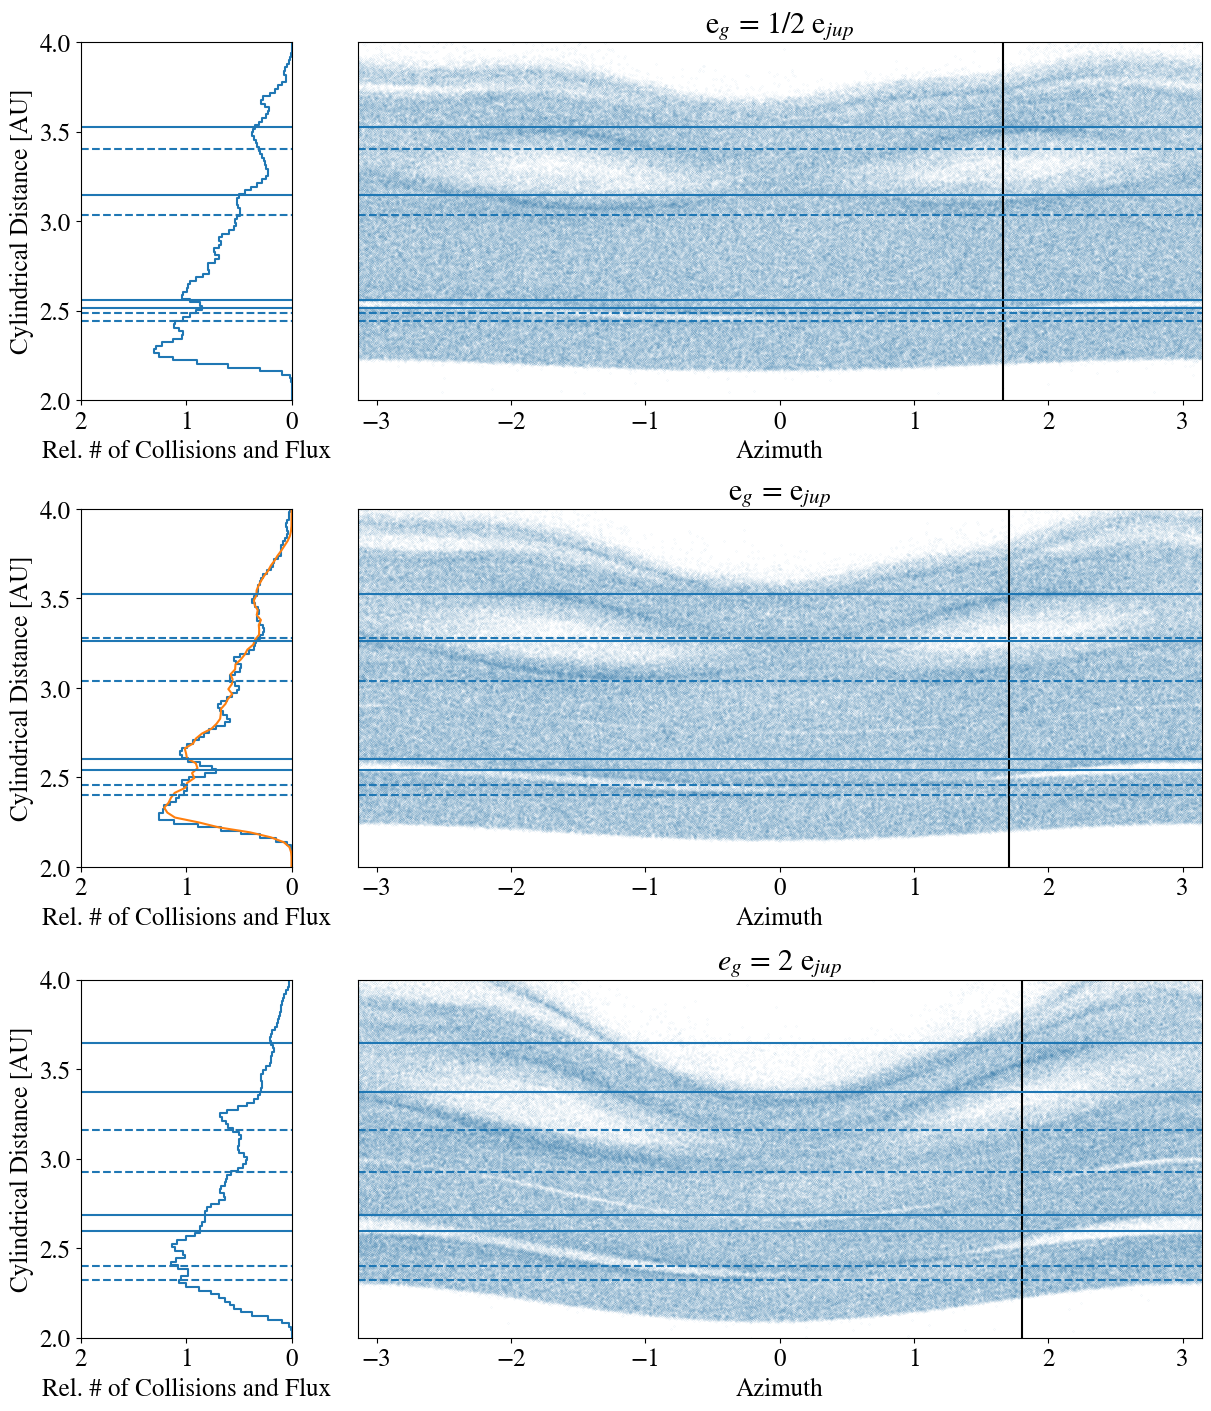 e_g = 1/2 e_jup
Cylindrical Distance [AU]
4.0
3.5
3.0
2.5
2.0
2 1 0
−3 −2 −1 0 1 2 3
Rel. # of Collisions and Flux
Azimuth
e_g = e_jup
Cylindrical Distance [AU]
4.0
3.5
3.0
2.5
2.0
2 1 0
−3 −2 −1 0 1 2 3
Rel. # of Collisions and Flux
Azimuth
e_g = 2 e_jup
Cylindrical Distance [AU]
4.0
3.5
3.0
2.5
2.0
2 1 0
−3 −2 −1 0 1 2 3
Rel. # of Collisions and Flux
Azimuth